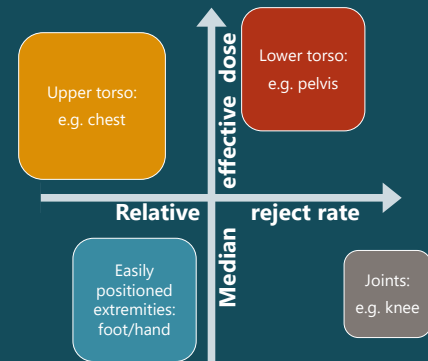 Upper torso:
e.g. chest
Lower torso:
e.g. pelvis
Median effective dose
Relative reject rate
Easily
positioned
extremities:
foot/hand
Joints:
e.g. knee